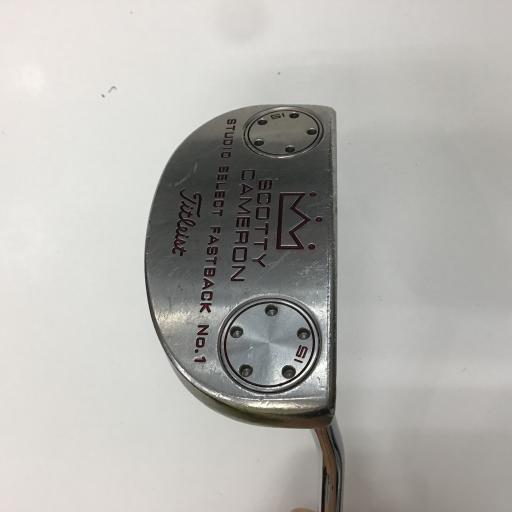 SCOTTY
CAMERON
STUDIO SELECT FASTBACK No.1
Titleist